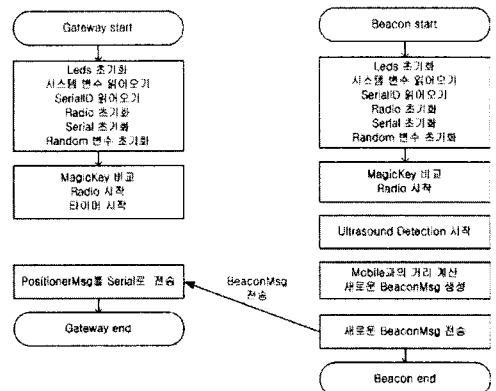 Gateway start
Leds 초기화
시스템 변수 읽어오기
SerialID 읽어오기
Radio 초기화
Serial 초기화
Random 변수 초기화
MagicKey 비교
Radio 시작
타이머 시작
PositionerMsg를 Serial로 전송
Gateway end
BeaconMsg
전송
Beacon start
Leds 초기화
시스템 변수 읽어오기
SerialID 읽어오기
Radio 초기화
Serial 초기화
Random 변수 초기화
MagicKey 비교
Radio 시작
Ultrasound Detection 시작
Mobile과의 거리 계산
새로운 BeaconMsg 생성
새로운 BeaconMsg 전송
Beacon end